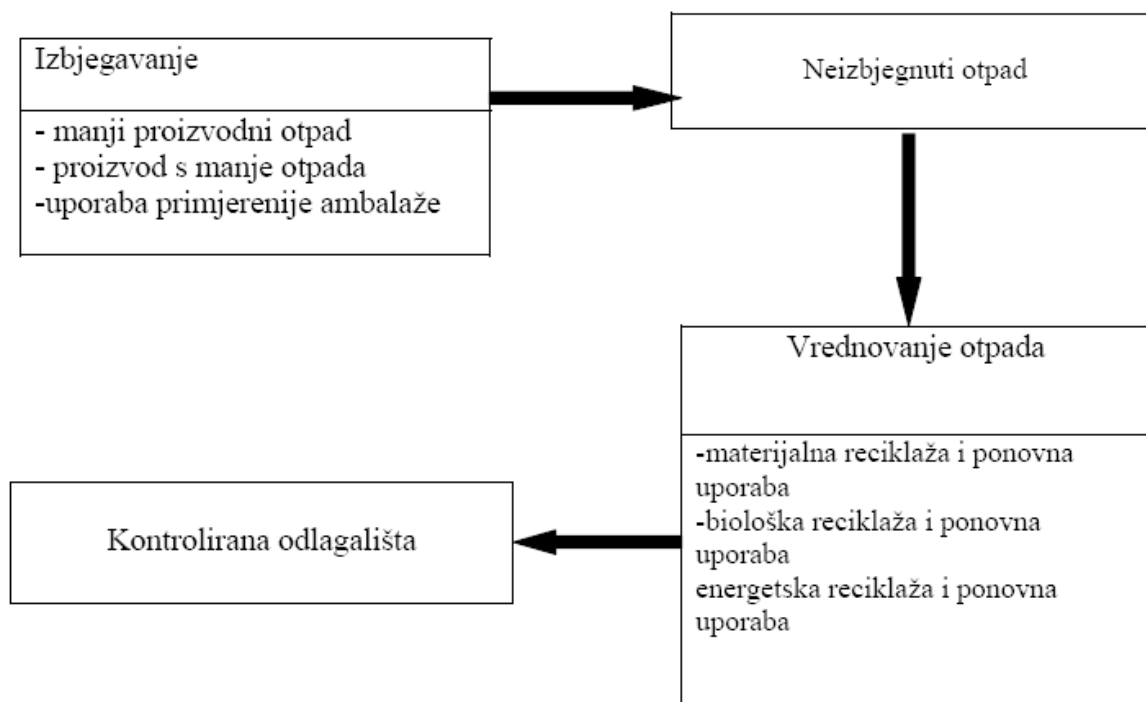 Izbjegavanje
- manji proizvodni otpad
- proizvod s manje otpada
-uporaba primjerenije ambalaže
Neizbjegnuti otpad
Vrednovanje otpada
-materijalna reciklaža i ponovna
uporaba
-biološka reciklaža i ponovna
uporaba
energetska reciklaža i ponovna
uporaba
Kontrolirana odlagališta